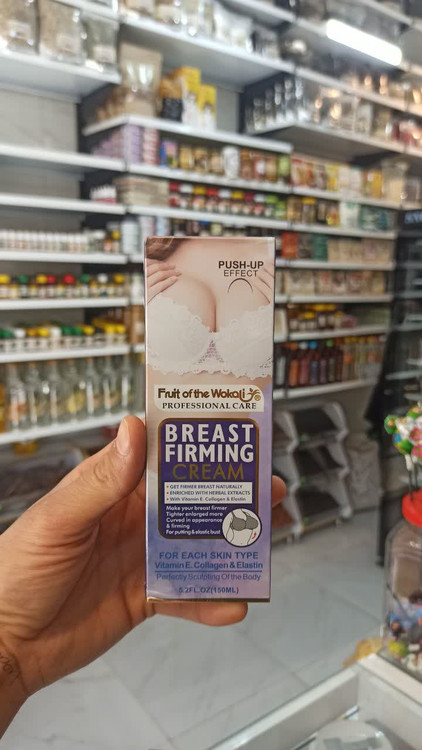 PUSH-UP
EFFECT
Fruit of the Wokali
PROFESSIONAL CARE
BREAST
FIRMING
CREAM
• GET FIRMER BREAST NATURALLY
• ENRICHED WITH HERBAL EXTRACTS
• With Vitamin E, Collagen & Elastin
Make your breast firmer
Tighter enlarged more
Curved in appearance
& firming
For putting & elastic bust
FOR EACH SKIN TYPE
Vitamin E, Collagen & Elastin
Perfectly Sculpting Of the Body
5.2FL.OZ(150ML)